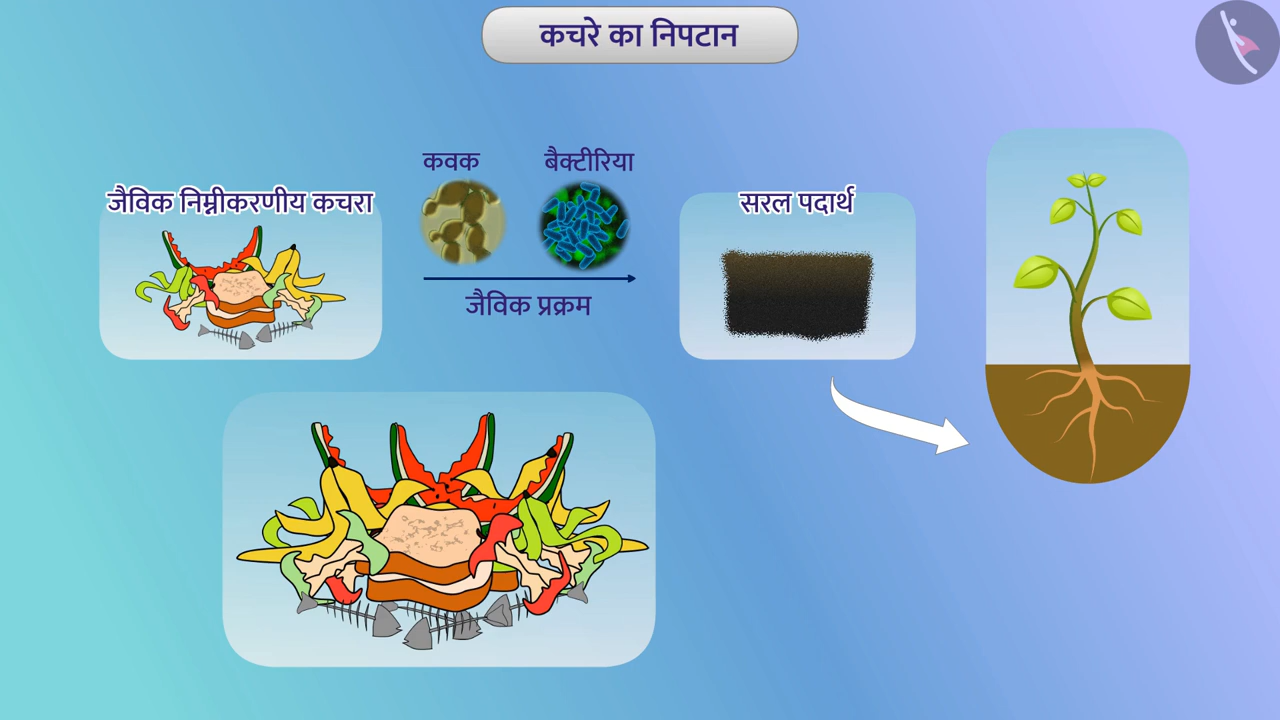 कचरे का निपटान
कवक
बैक्टीरिया
जैविक निम्नीकरणीय कचरा
सरल पदार्थ
जैविक प्रक्रम